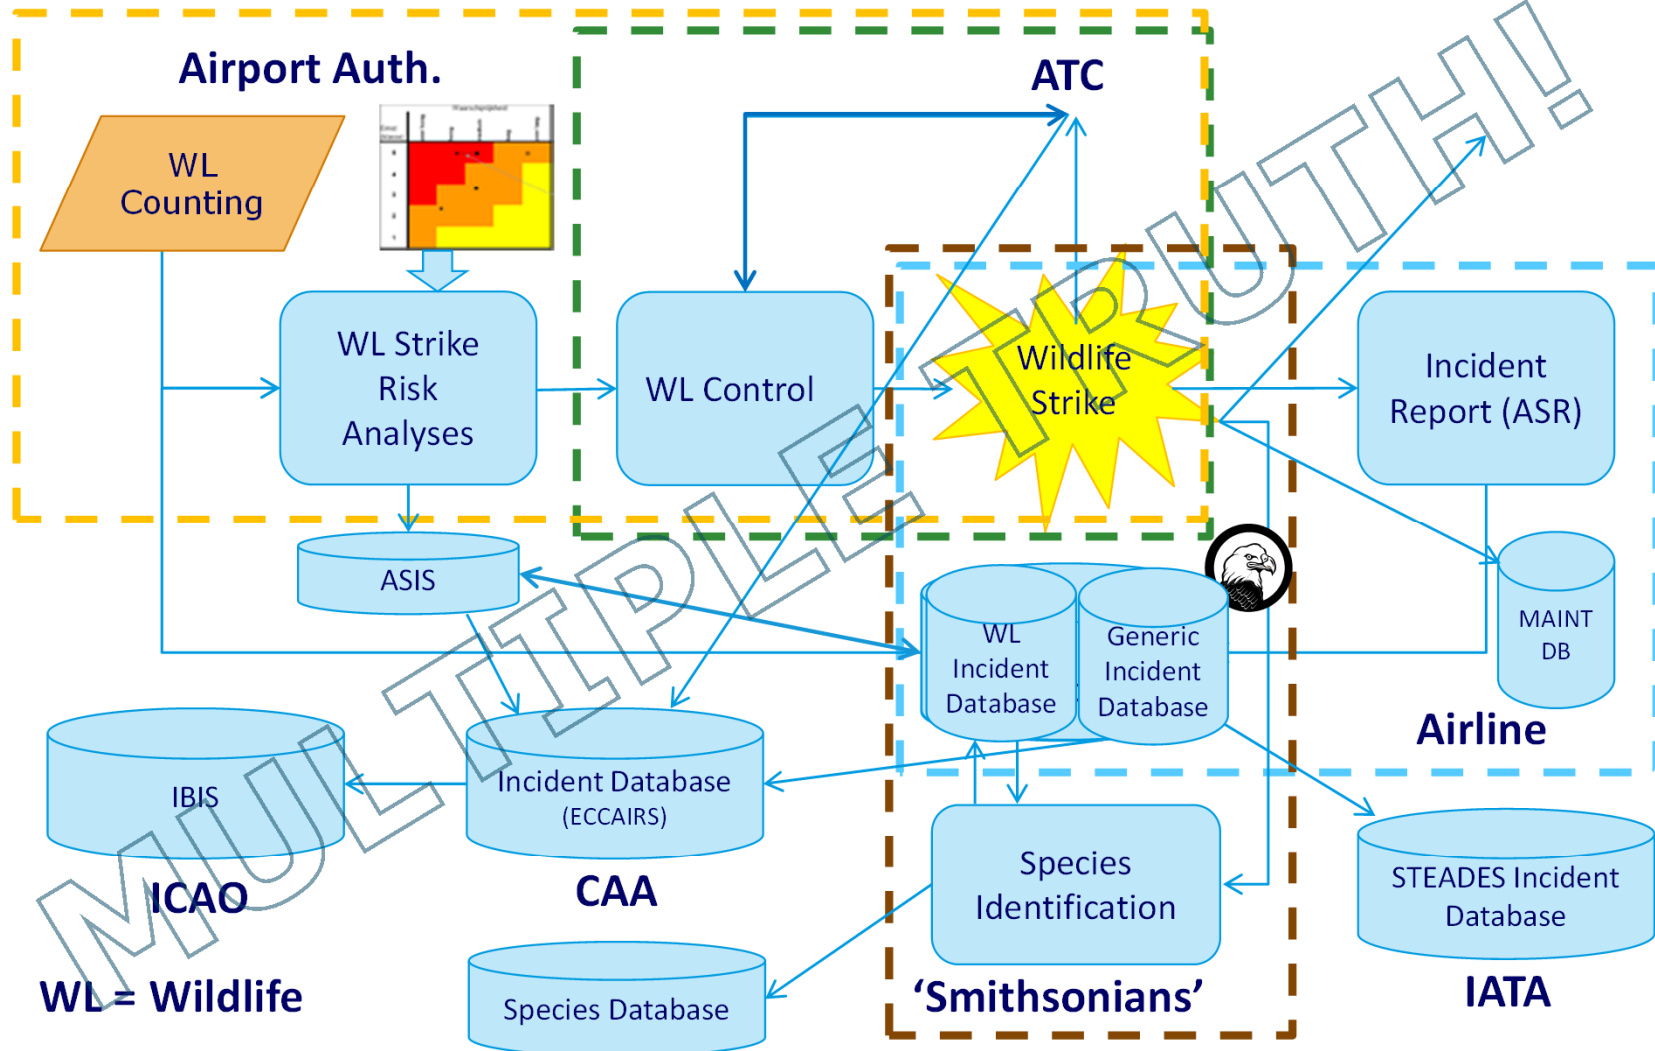 Airport Auth.
ATC
WL
Counting
WL Strike
Risk
Analyses
WL Control
Wildlife
Strike
Incident
Report (ASR)
ASIS
WL
Incident
Database
Generic
Incident
Database
MAINT
DB
Airline
IBIS
ICAO
Incident Database
(ECCAIRS)
CAA
Species
Identification
STEADES Incident
Database
IATA
WL = Wildlife
Species Database
‘Smithsonians’
MULTIPLE TRUTH!